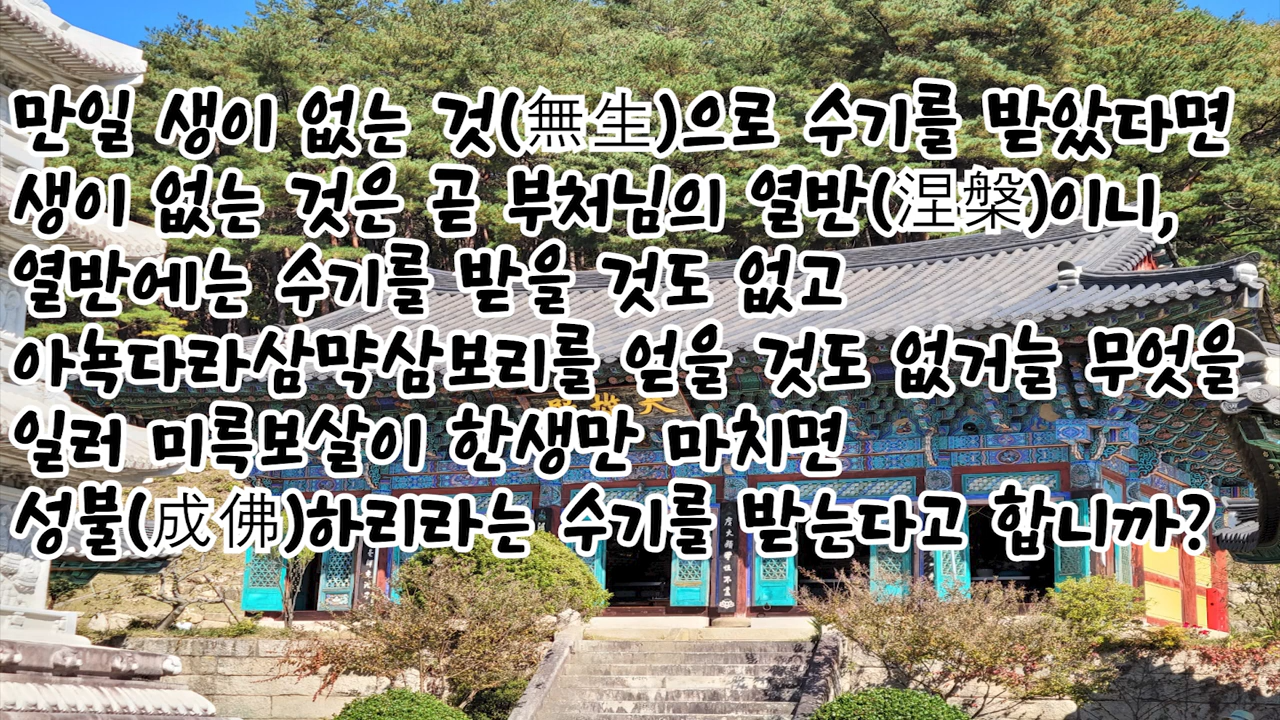 만일 생이 없는 것(無生)으로 수기를 받았다면
생이 없는 것은 곧 부처님의 열반(涅槃)이니,
열반에는 수기를 받을 것도 없고
아뇩다라삼먁삼보리를 얻을 것도 없거늘 무엇을
일러 미륵보살이 한생만 마치면
성불(成佛)하리라는 수기를 받는다고 합니까?